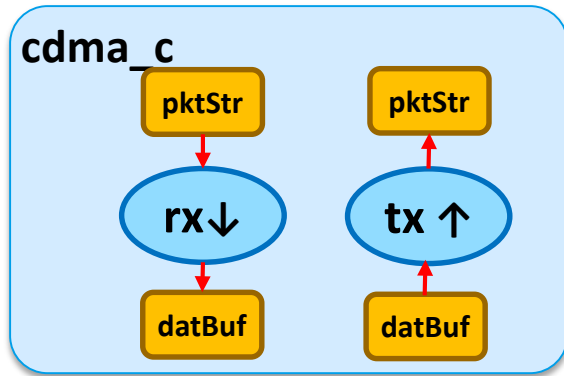 cdma_c
pktStr
pktStr
rx↓
tx ↑
datBuf
datBuf